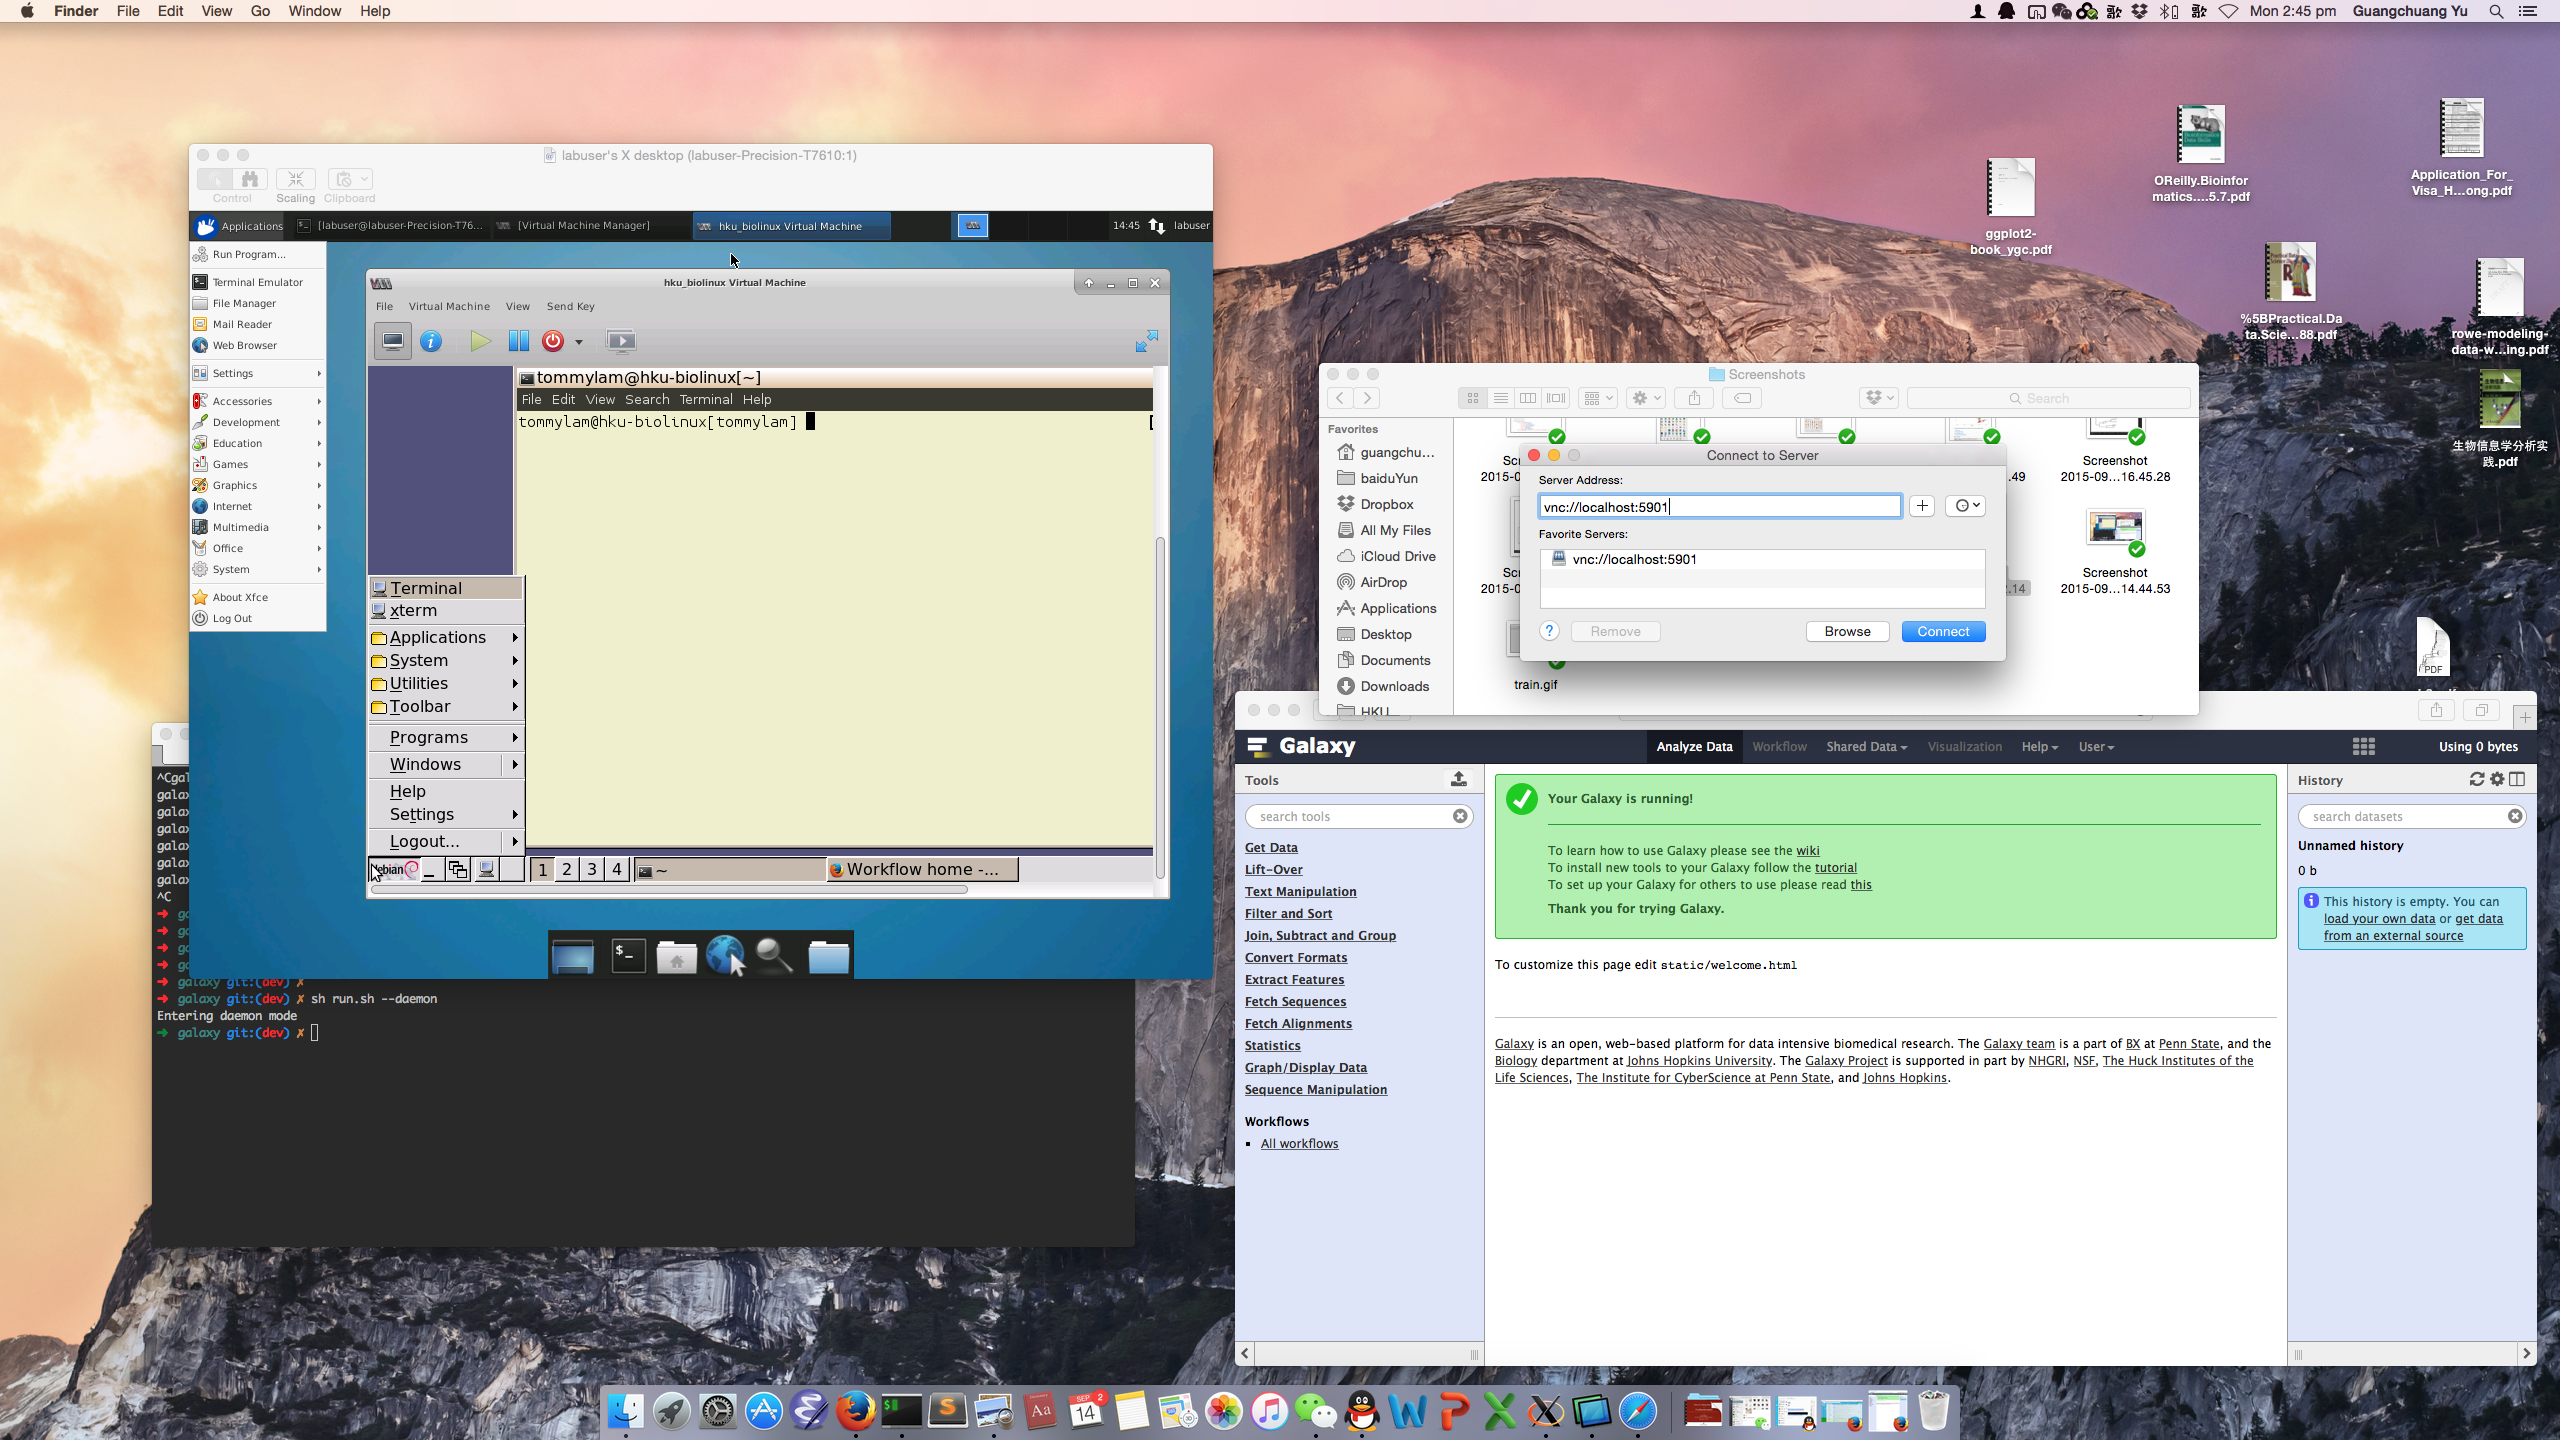 Finder File Edit View Go Window Help
Mon 2:45 pm Guangchuang Yu
labuser's X desktop (labuser-Precision-T7610:1)
Control Scaling Clipboard
Applications [labuser@labuser-Precision-T76... [Virtual Machine Manager] hku_biolinux Virtual Machine 14:45 labuser
Run Program...
Terminal Emulator
File Manager
Mail Reader
Web Browser
Settings
Accessories
Development
Education
Games
Graphics
Internet
Multimedia
Office
System
About Xfce
Log Out
hku_biolinux Virtual Machine
File Virtual Machine View Send Key
tommylam@hku-biolinux[~]
File Edit View Search Terminal Help
tommylam@hku-biolinux[tommylam]
Terminal
xterm
Applications
System
Utilities
Toolbar
Programs
Windows
Help
Settings
Logout...
1 2 3 4 ~ Workflow home -...
^Cgal
galax
galax
galax
galax
galax
galax
^C
galaxy git:(dev) ✗
galaxy git:(dev) ✗ sh run.sh --daemon
Entering daemon mode
galaxy git:(dev) ✗
OReilly.Bioinfor
matics....5.7.pdf
Application_For_
Visa_H...ong.pdf
ggplot2-
book_ygc.pdf
%5BPractical.Da
ta.Scie...88.pdf
rowe-modeling-
data-w...ing.pdf
生物信息学分析实
践.pdf
PDF
Screenshots
Search
Favorites
guangchu...
baiduYun
Dropbox
All My Files
iCloud Drive
AirDrop
Applications
Desktop
Documents
Downloads
HKU
Screenshot
2015-09...16.45.28
Screenshot
2015-09...14.44.53
train.gif
Connect to Server
Server Address:
vnc://localhost:5901
Favorite Servers:
vnc://localhost:5901
? Remove Browse Connect
Galaxy Analyze Data Workflow Shared Data Visualization Help User Using 0 bytes
Tools
search tools
Get Data
Lift-Over
Text Manipulation
Filter and Sort
Join, Subtract and Group
Convert Formats
Extract Features
Fetch Sequences
Fetch Alignments
Statistics
Graph/Display Data
Sequence Manipulation
Workflows
All workflows
Your Galaxy is running!
To learn how to use Galaxy please see the wiki
To install new tools to your Galaxy follow the tutorial
To set up your Galaxy for others to use please read this
Thank you for trying Galaxy.
To customize this page edit static/welcome.html
Galaxy is an open, web-based platform for data intensive biomedical research. The Galaxy team is a part of BX at Penn State, and the
Biology department at Johns Hopkins University. The Galaxy Project is supported in part by NHGRI, NSF, The Huck Institutes of the
Life Sciences, The Institute for CyberScience at Penn State, and Johns Hopkins.
History
search datasets
Unnamed history
0 b
This history is empty. You can
load your own data or get data
from an external source
SEP
14
2